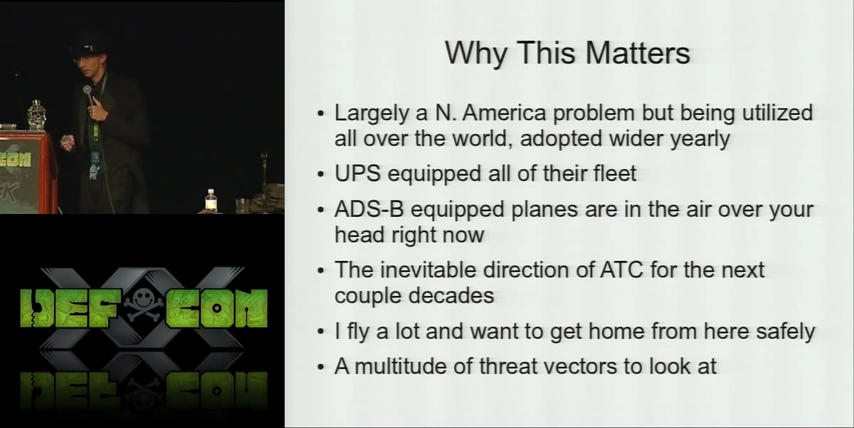 Why This Matters
• Largely a N. America problem but being utilized
all over the world, adopted wider yearly
• UPS equipped all of their fleet
• ADS-B equipped planes are in the air over your
head right now
• The inevitable direction of ATC for the next
couple decades
• I fly a lot and want to get home from here safely
• A multitude of threat vectors to look at
DEF CON
XX